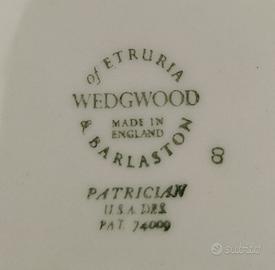 of ETRURIA
WEDGWOOD
MADE IN
ENGLAND
& BARLASTON
8
PATRICIAN
U.S.A. DES.
PAT. 74009
subito